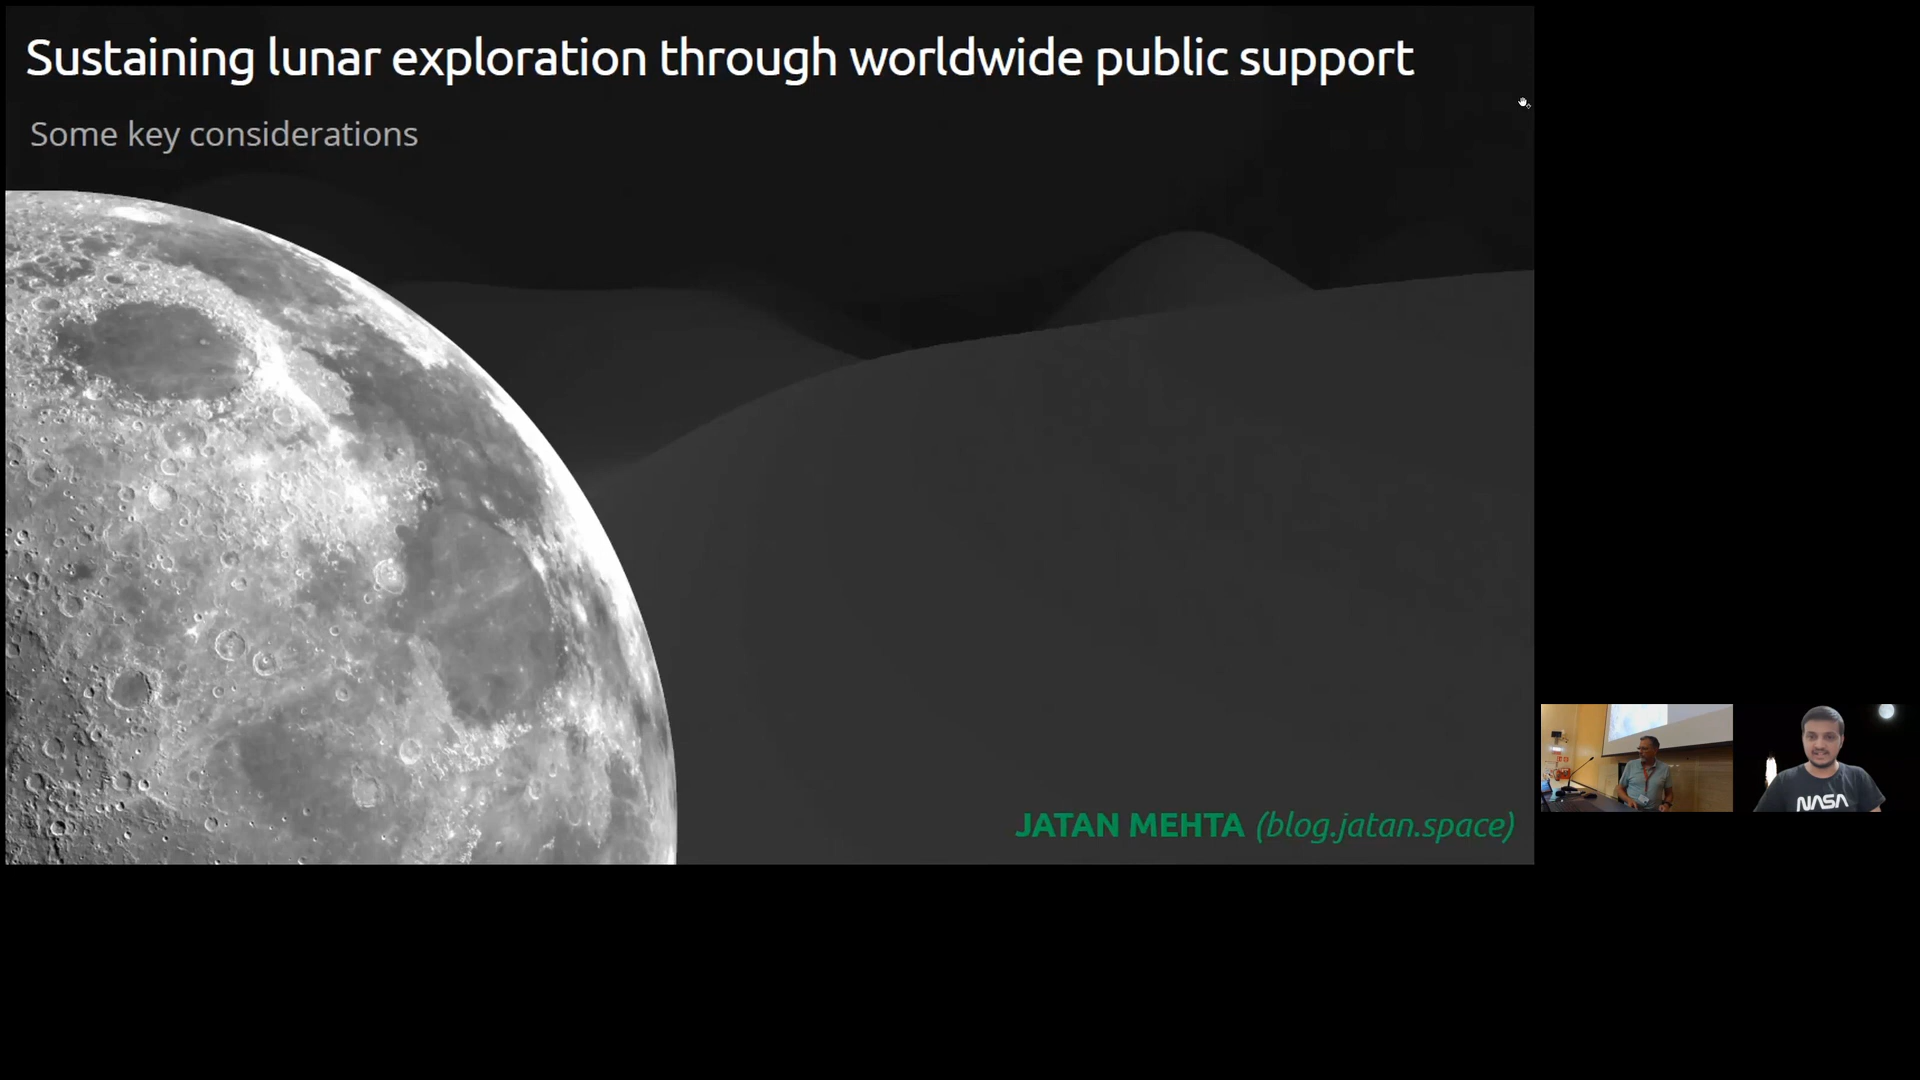 Sustaining lunar exploration through worldwide public support
Some key considerations
JATAN MEHTA (blog.jatan.space)
NASA